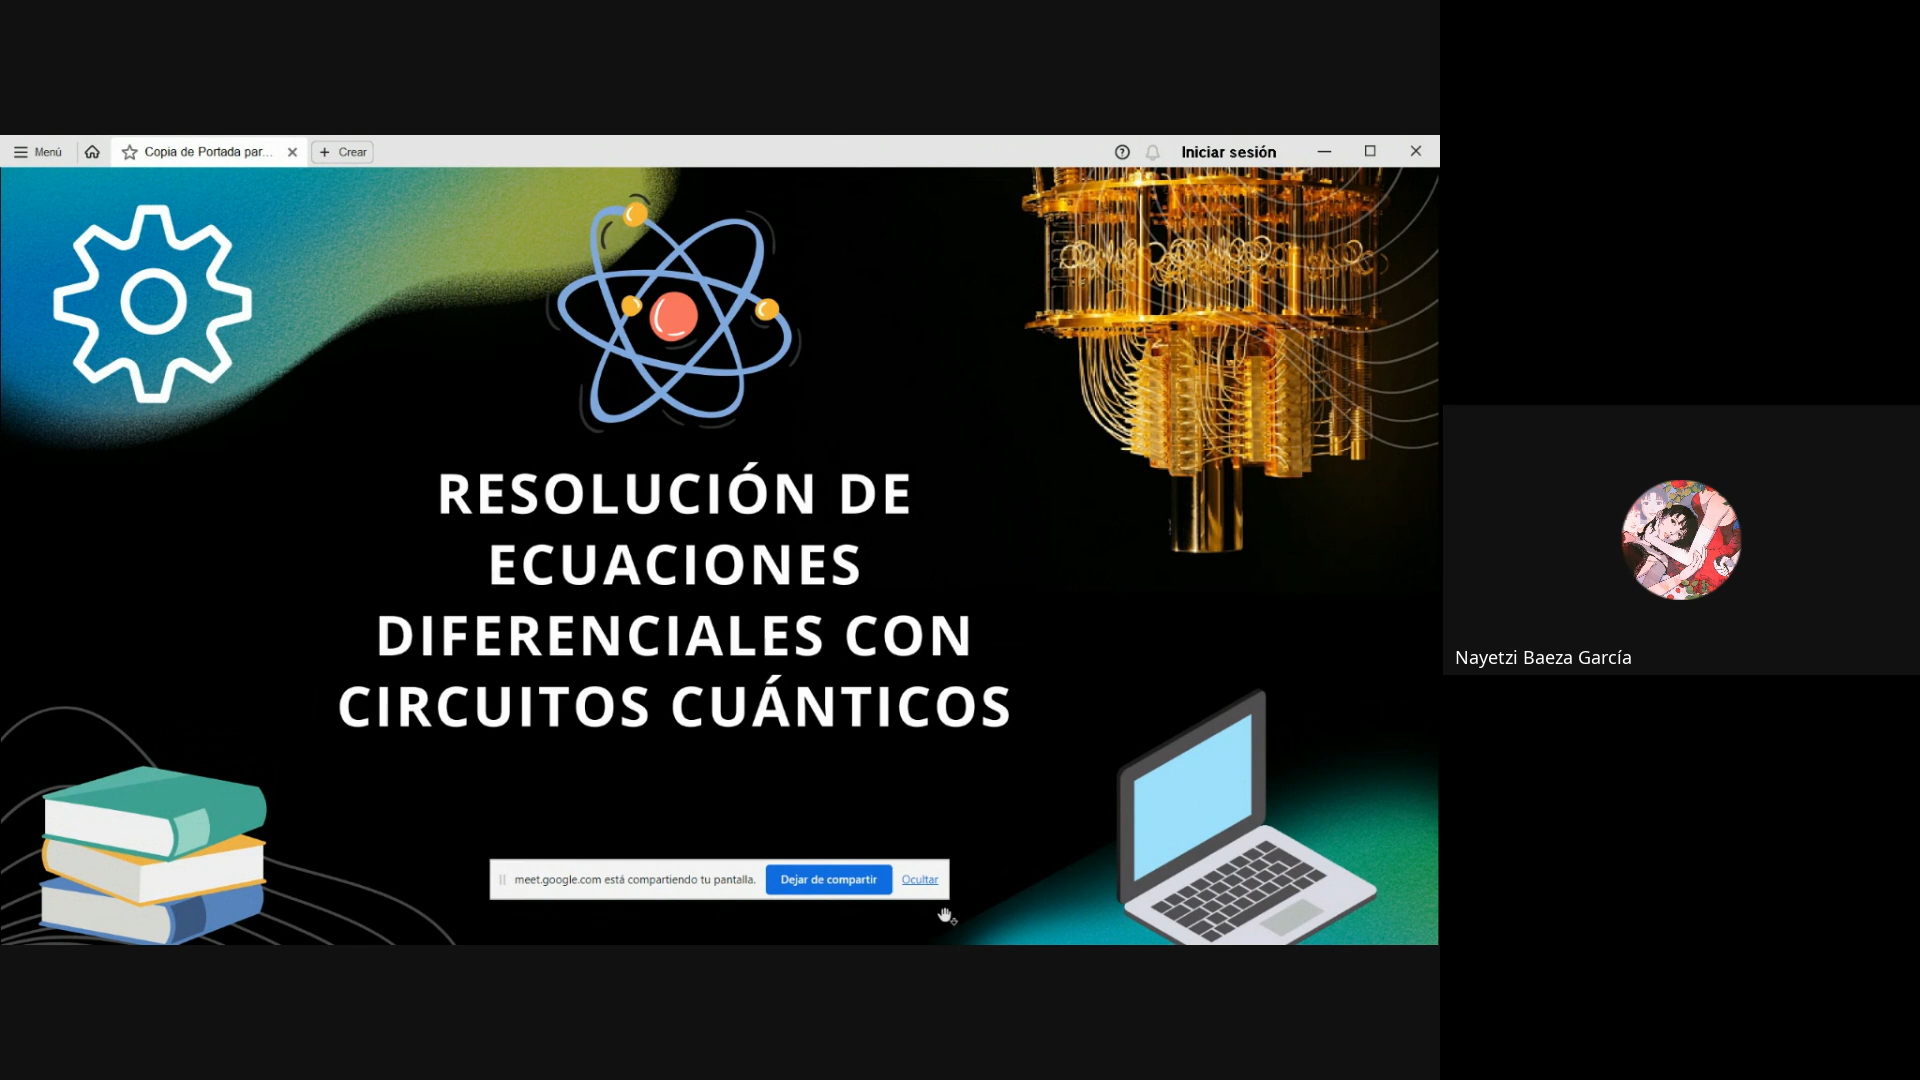 Menú
Copia de Portada par...
Crear
Iniciar sesión
RESOLUCIÓN DE
ECUACIONES
DIFERENCIALES CON
CIRCUITOS CUÁNTICOS
meet.google.com está compartiendo tu pantalla.
Dejar de compartir
Ocultar
Nayetzi Baeza García